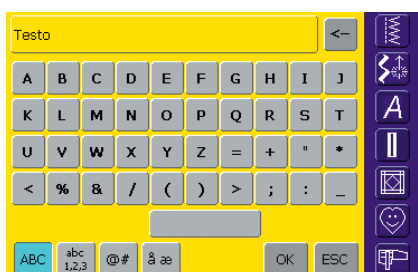 Testo <-
A B C D E F G H I J
K L M N O P Q R S T
U V W X Y Z = + " *
< % & / ( ) > ; : _
ABC abc 1,2,3 @# å æ OK ESC
A